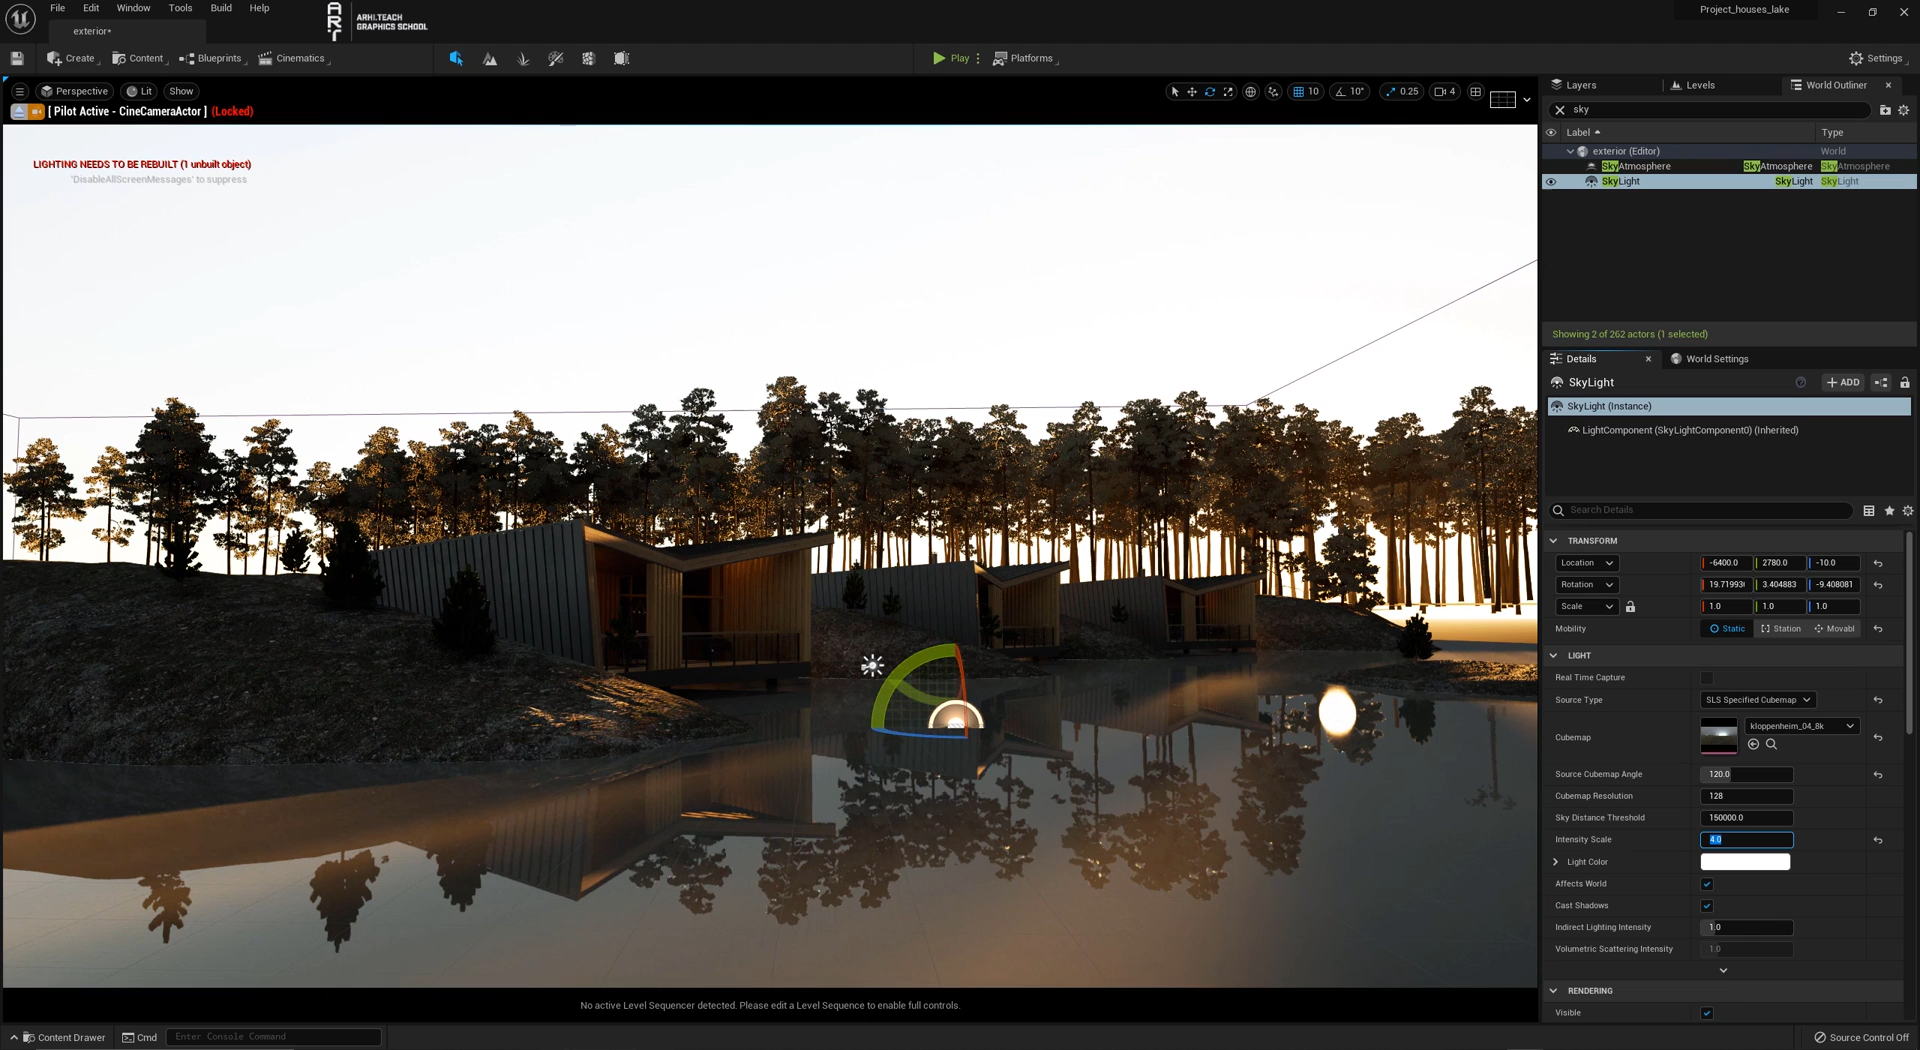 File Edit Window Tools Build Help
ARHI.TEACH
GRAPHICS SCHOOL
Project_houses_lake
exterior*
Create Content Blueprints Cinematics Play Platforms Settings
Perspective Lit Show 10 10° 0.25 4
[ Pilot Active - CineCameraActor ] (Locked)
LIGHTING NEEDS TO BE REBUILT (1 unbuilt object)
'DisableAllScreenMessages' to suppress
No active Level Sequencer detected. Please edit a Level Sequence to enable full controls.
Layers Levels World Outliner
sky
Label Type
exterior (Editor) World
SkyAtmosphere SkyAtmosphere SkyAtmosphere
SkyLight SkyLight SkyLight
Showing 2 of 262 actors (1 selected)
Details World Settings
SkyLight ADD
SkyLight (Instance)
LightComponent (SkyLightComponent0) (Inherited)
Search Details
TRANSFORM
Location -6400.0 2780.0 -10.0
Rotation 3.404883 -9.408081
Scale 1.0 1.0 1.0
Mobility Static Station Movabl
LIGHT
Real Time Capture
Source Type SLS Specified Cubemap
kloppenheim_04_8k
Cubemap
Source Cubemap Angle 120.0
Cubemap Resolution 128
Sky Distance Threshold 150000.0
Intensity Scale 4.0
Light Color
Affects World
Cast Shadows
Indirect Lighting Intensity 1.0
Volumetric Scattering Intensity 1.0
RENDERING
Visible
Content Drawer Cmd Enter Console Command Source Control Off